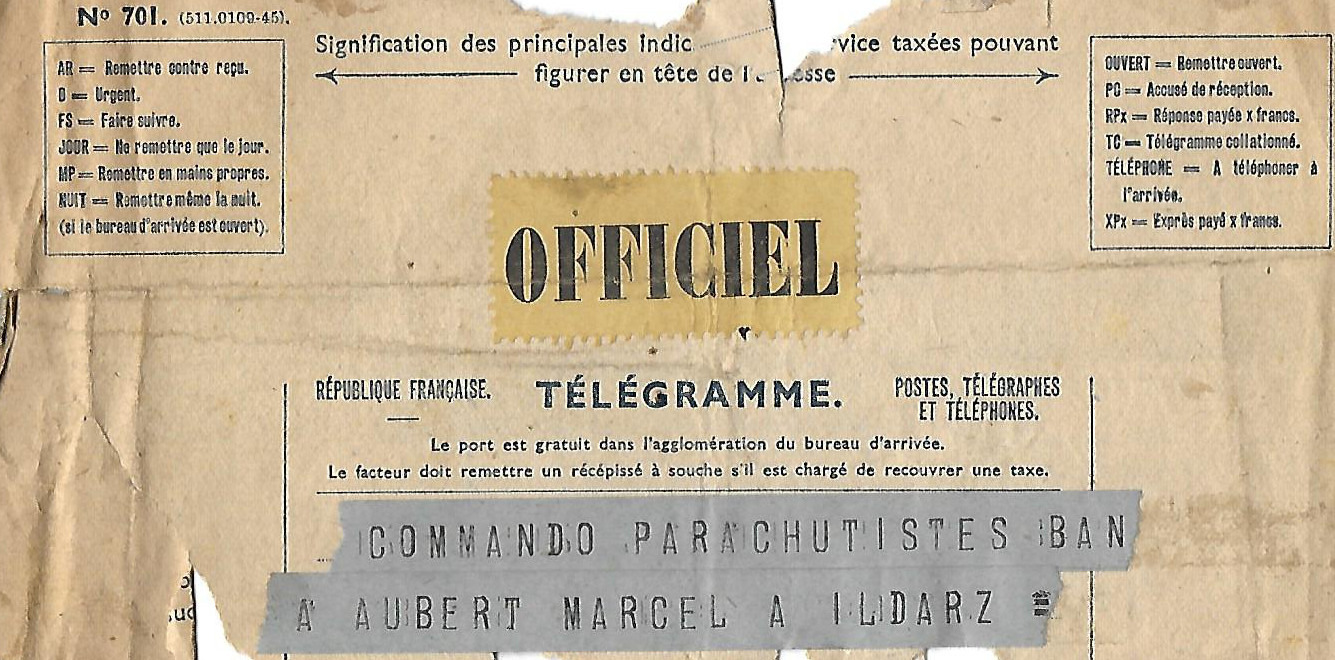 Nº 701. (511.0109-45).
Signification des principales indic vice taxées pouvant
figurer en tête de l'a esse
AR = Remettre contre reçu.
D = Urgent.
FS = Faire suivre.
JOUR = Ne remettre que le jour.
MP = Remettre en mains propres.
NUIT = Remettre même la nuit.
(si le bureau d'arrivée est ouvert).
OUVERT = Remettre ouvert.
PC = Accusé de réception.
RPx = Réponse payée x francs.
TC = Télégramme collationné.
TÉLÉPHONE = A téléphoner à
l'arrivée.
XPx = Exprès payé x francs.
OFFICIEL
RÉPUBLIQUE FRANÇAISE.
TÉLÉGRAMME.
POSTES, TÉLÉGRAPHES
ET TÉLÉPHONES.
Le port est gratuit dans l'agglomération du bureau d'arrivée.
Le facteur doit remettre un récépissé à souche s'il est chargé de recouvrer une taxe.
COMMANDO PARACHUTISTES BAN
A AUBERT MARCEL A ILDARZ =